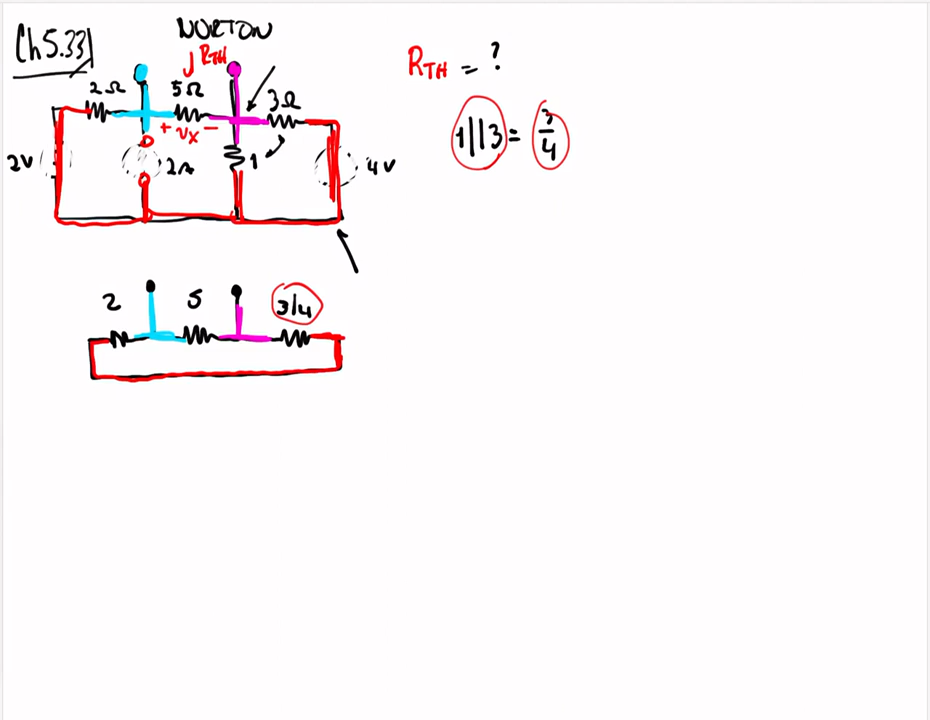 Ch5.33
NORTON
RTH
RTH = ?
2Ω
5Ω
3Ω
+ Vx −
1||3 = 3/4
2V
2A
1
4V
2
5
3/4